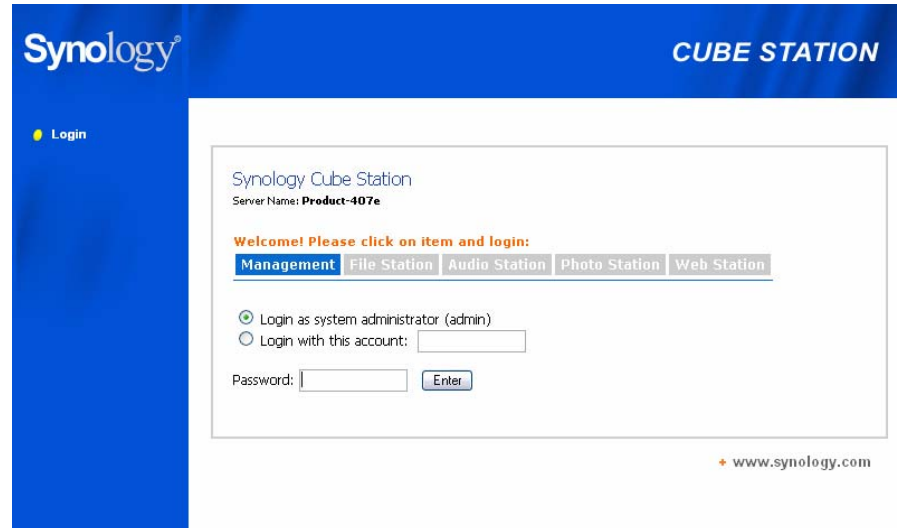 Synology®
CUBE STATION
Login
Synology Cube Station
Server Name: Product-407e
Welcome! Please click on item and login:
Management File Station Audio Station Photo Station Web Station
Login as system administrator (admin)
Login with this account:
Password: Enter
+ www.synology.com